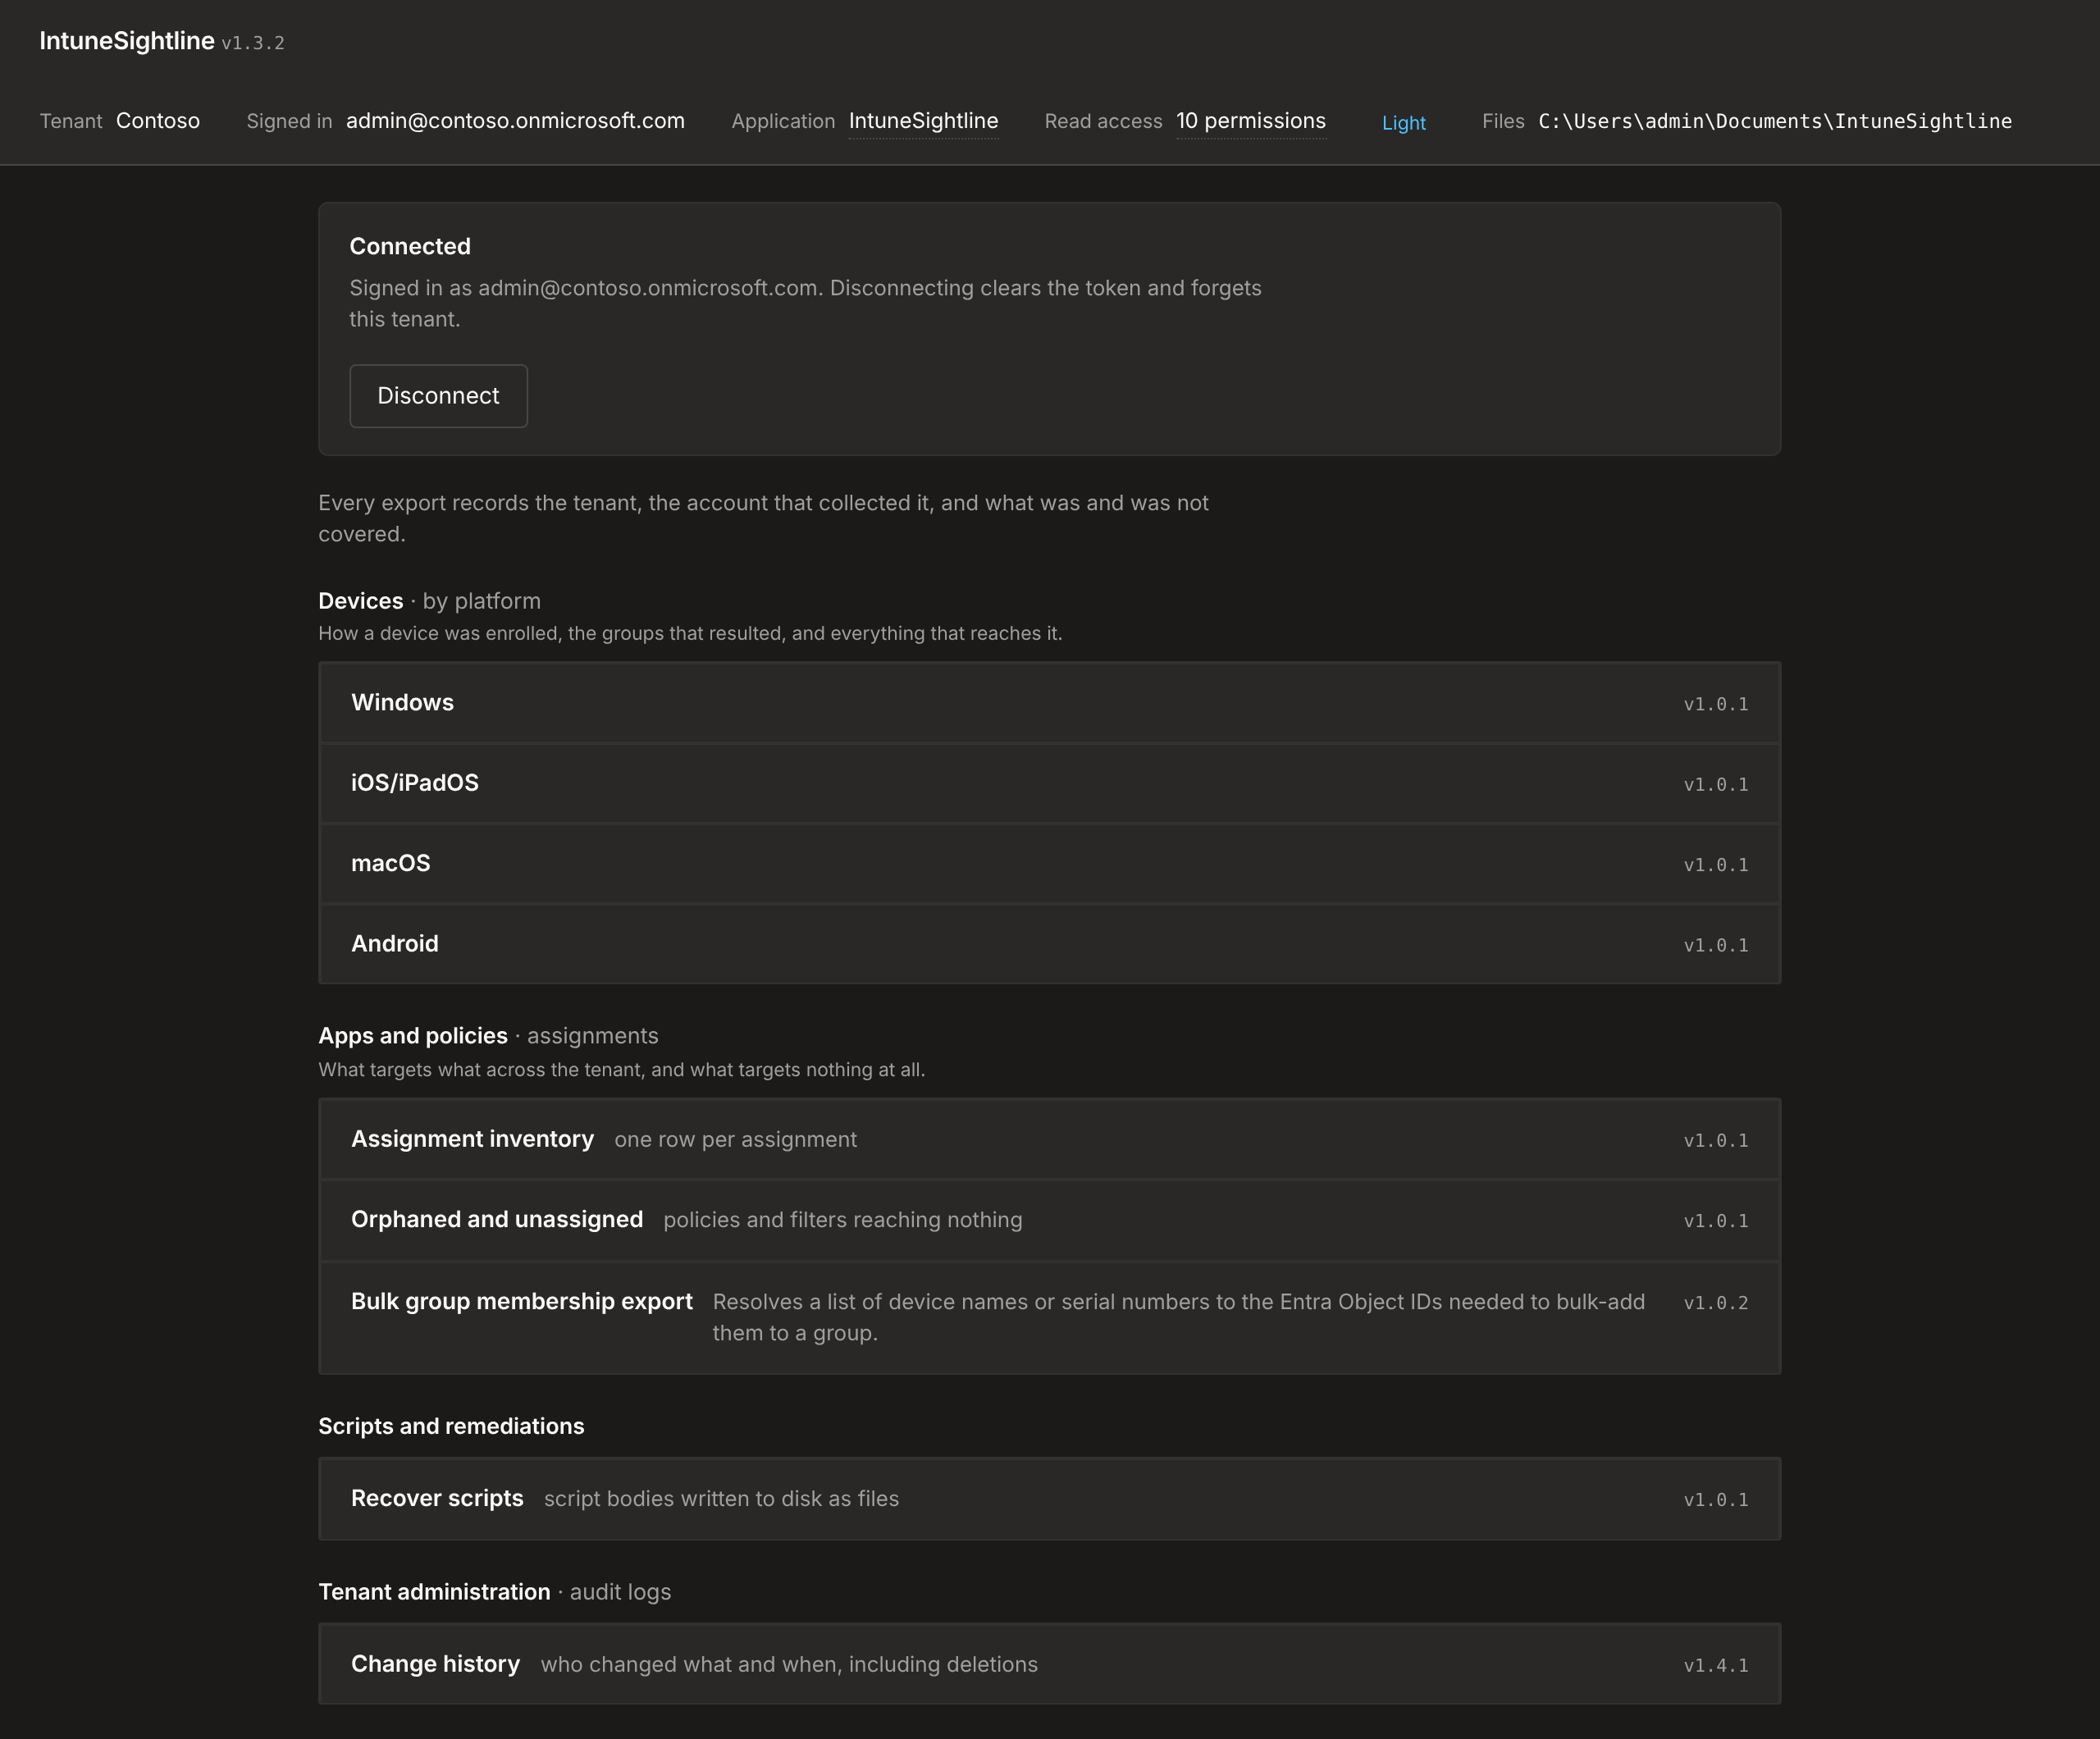 IntuneSightline v1.3.2
Tenant Contoso Signed in admin@contoso.onmicrosoft.com Application IntuneSightline Read access 10 permissions Light Files C:\Users\admin\Documents\IntuneSightline
Connected
Signed in as admin@contoso.onmicrosoft.com. Disconnecting clears the token and forgets
this tenant.
Disconnect
Every export records the tenant, the account that collected it, and what was and was not
covered.
Devices · by platform
How a device was enrolled, the groups that resulted, and everything that reaches it.
Windows v1.0.1
iOS/iPadOS v1.0.1
macOS v1.0.1
Android v1.0.1
Apps and policies · assignments
What targets what across the tenant, and what targets nothing at all.
Assignment inventory one row per assignment v1.0.1
Orphaned and unassigned policies and filters reaching nothing v1.0.1
Bulk group membership export Resolves a list of device names or serial numbers to the Entra Object IDs needed to bulk-add v1.0.2
them to a group.
Scripts and remediations
Recover scripts script bodies written to disk as files v1.0.1
Tenant administration · audit logs
Change history who changed what and when, including deletions v1.4.1